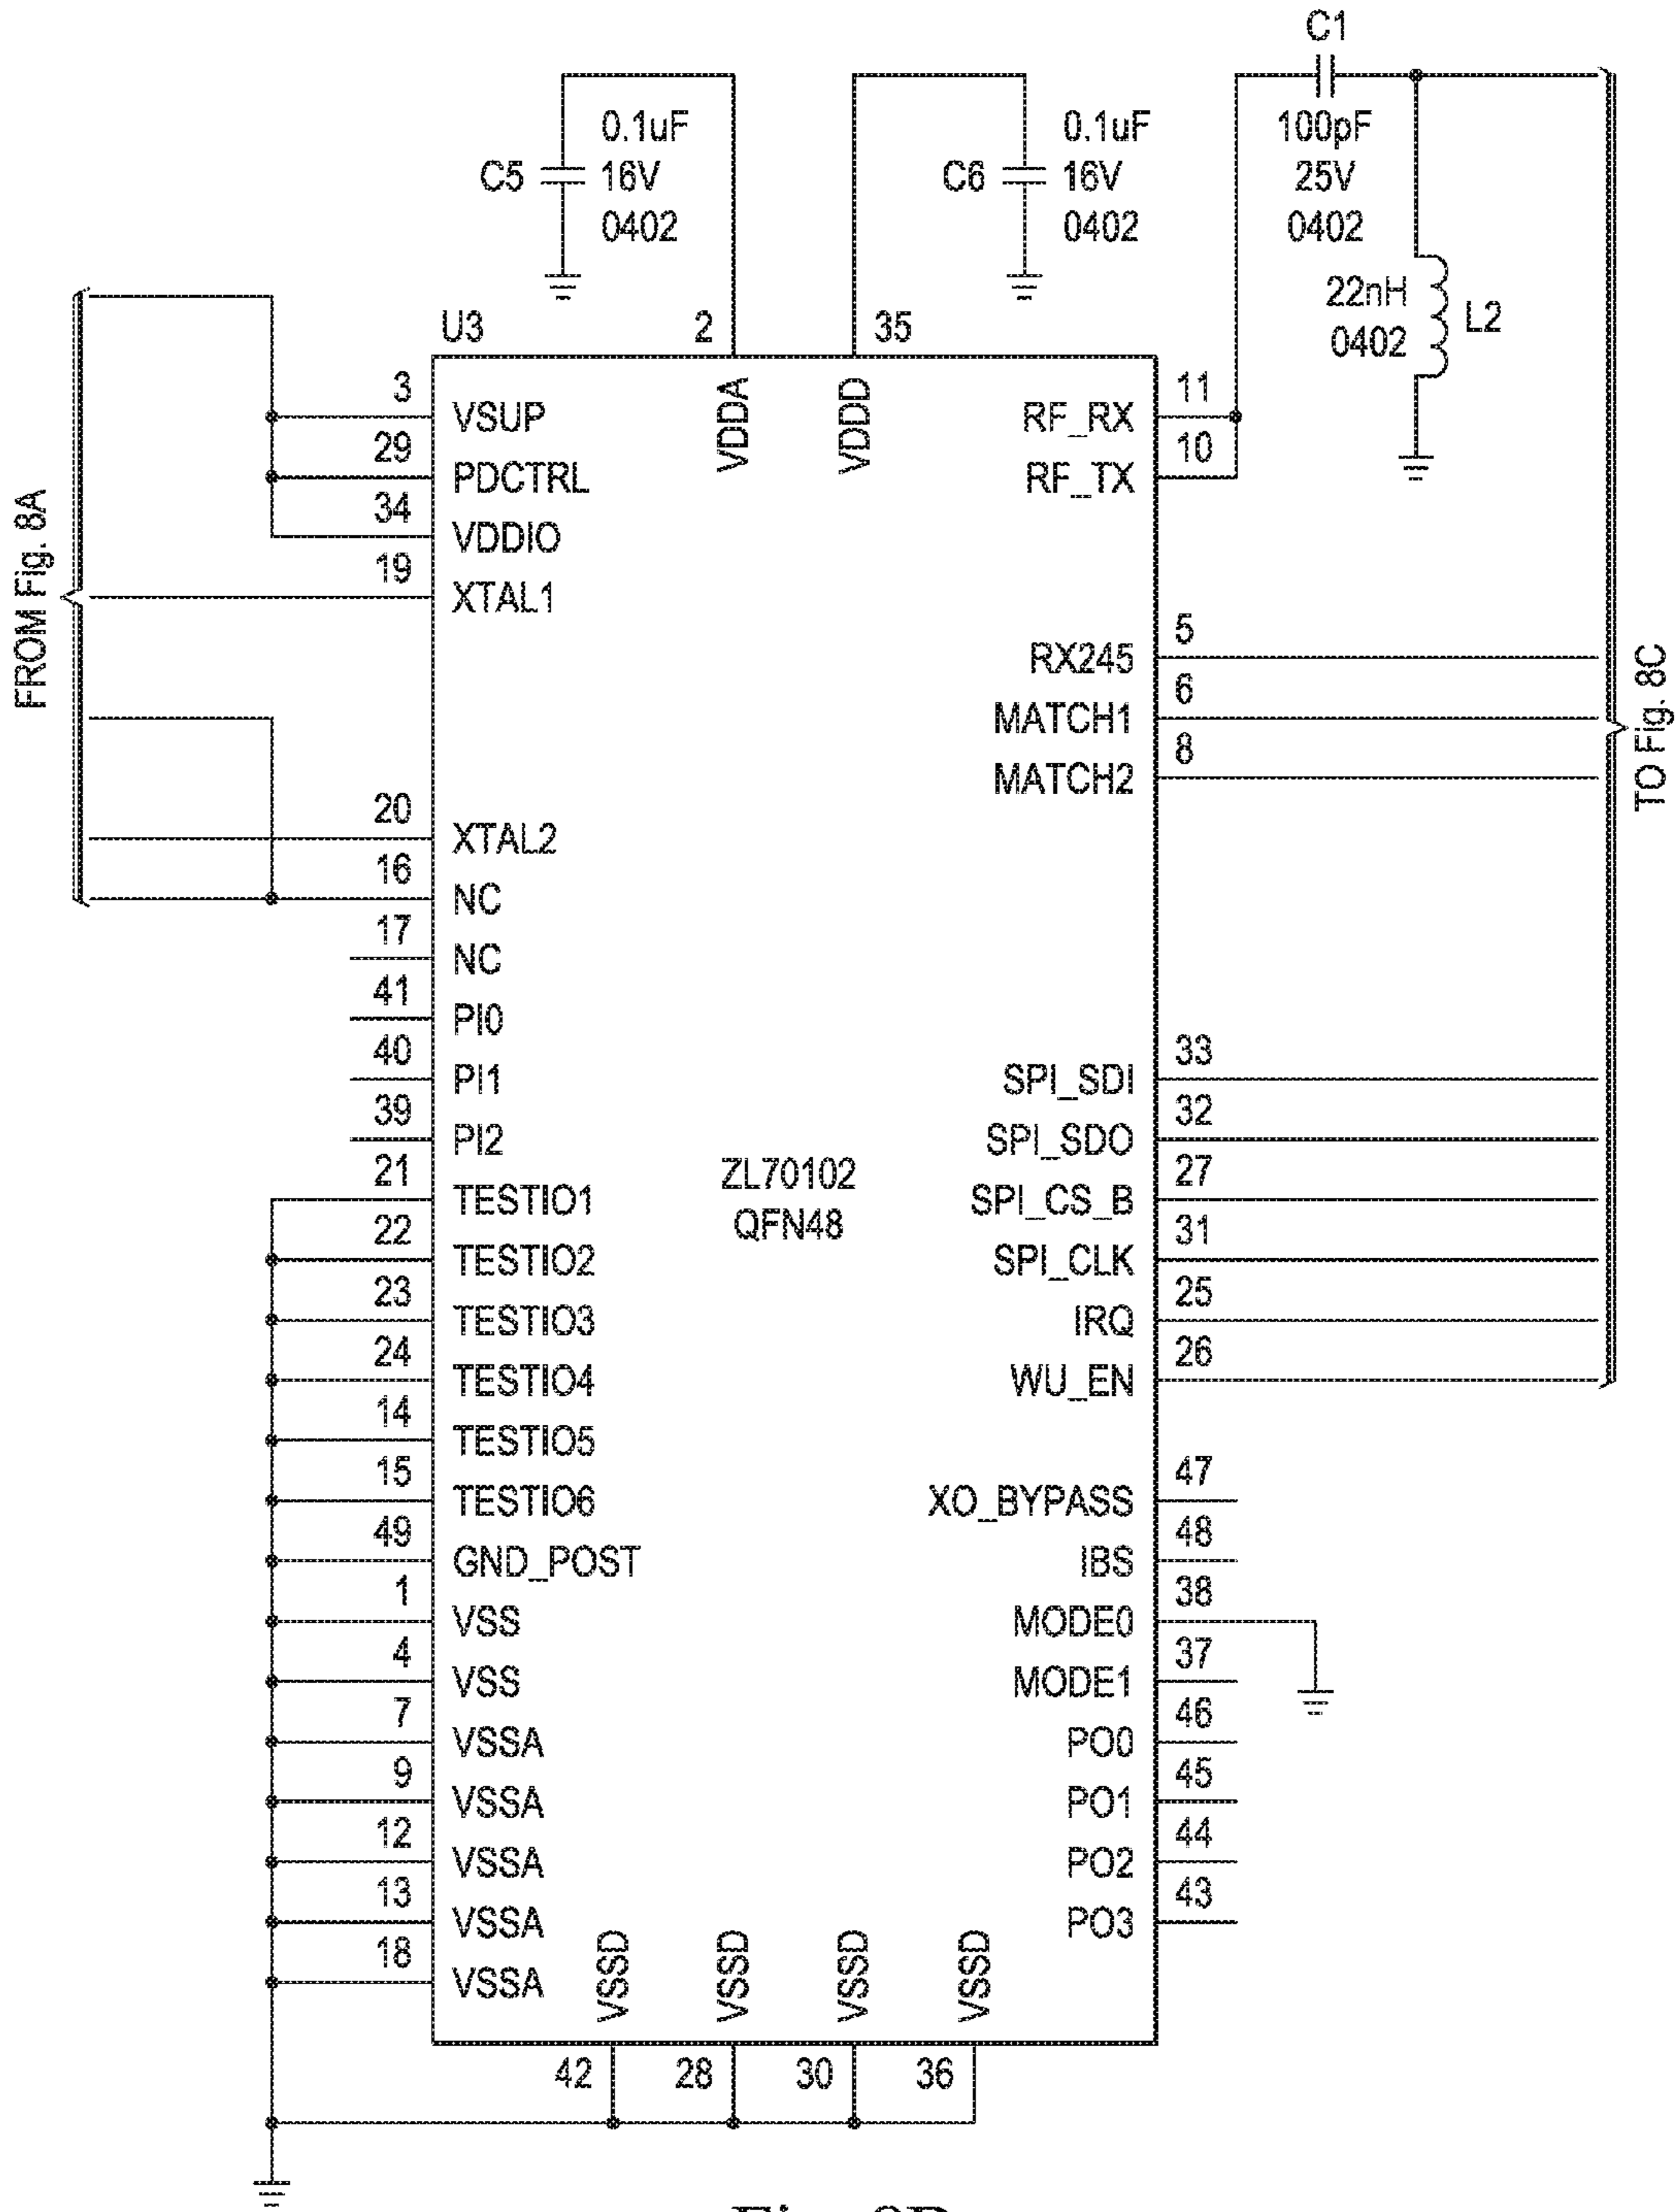 C1
0.1uF
C5
16V
0402
0.1uF
C6
16V
0402
100pF
25V
0402
22nH
0402
L2
FROM Fig. 8A
TO Fig. 8C
U3
2
VDDA
35
VDDD
3
VSUP
29
PDCTRL
34
VDDIO
19
XTAL1
20
XTAL2
16
NC
17
NC
41
PI0
40
PI1
39
PI2
21
TESTIO1
22
TESTIO2
23
TESTIO3
24
TESTIO4
14
TESTIO5
15
TESTIO6
49
GND_POST
1
VSS
4
VSS
7
VSSA
9
VSSA
12
VSSA
13
VSSA
18
VSSA
ZL70102
QFN48
11
RF_RX
10
RF_TX
5
RX245
6
MATCH1
8
MATCH2
33
SPI_SDI
32
SPI_SDO
27
SPI_CS_B
31
SPI_CLK
25
IRQ
26
WU_EN
47
XO_BYPASS
48
IBS
38
MODE0
37
MODE1
46
PO0
45
PO1
44
PO2
43
PO3
VSSD
VSSD
VSSD
VSSD
42
28
30
36